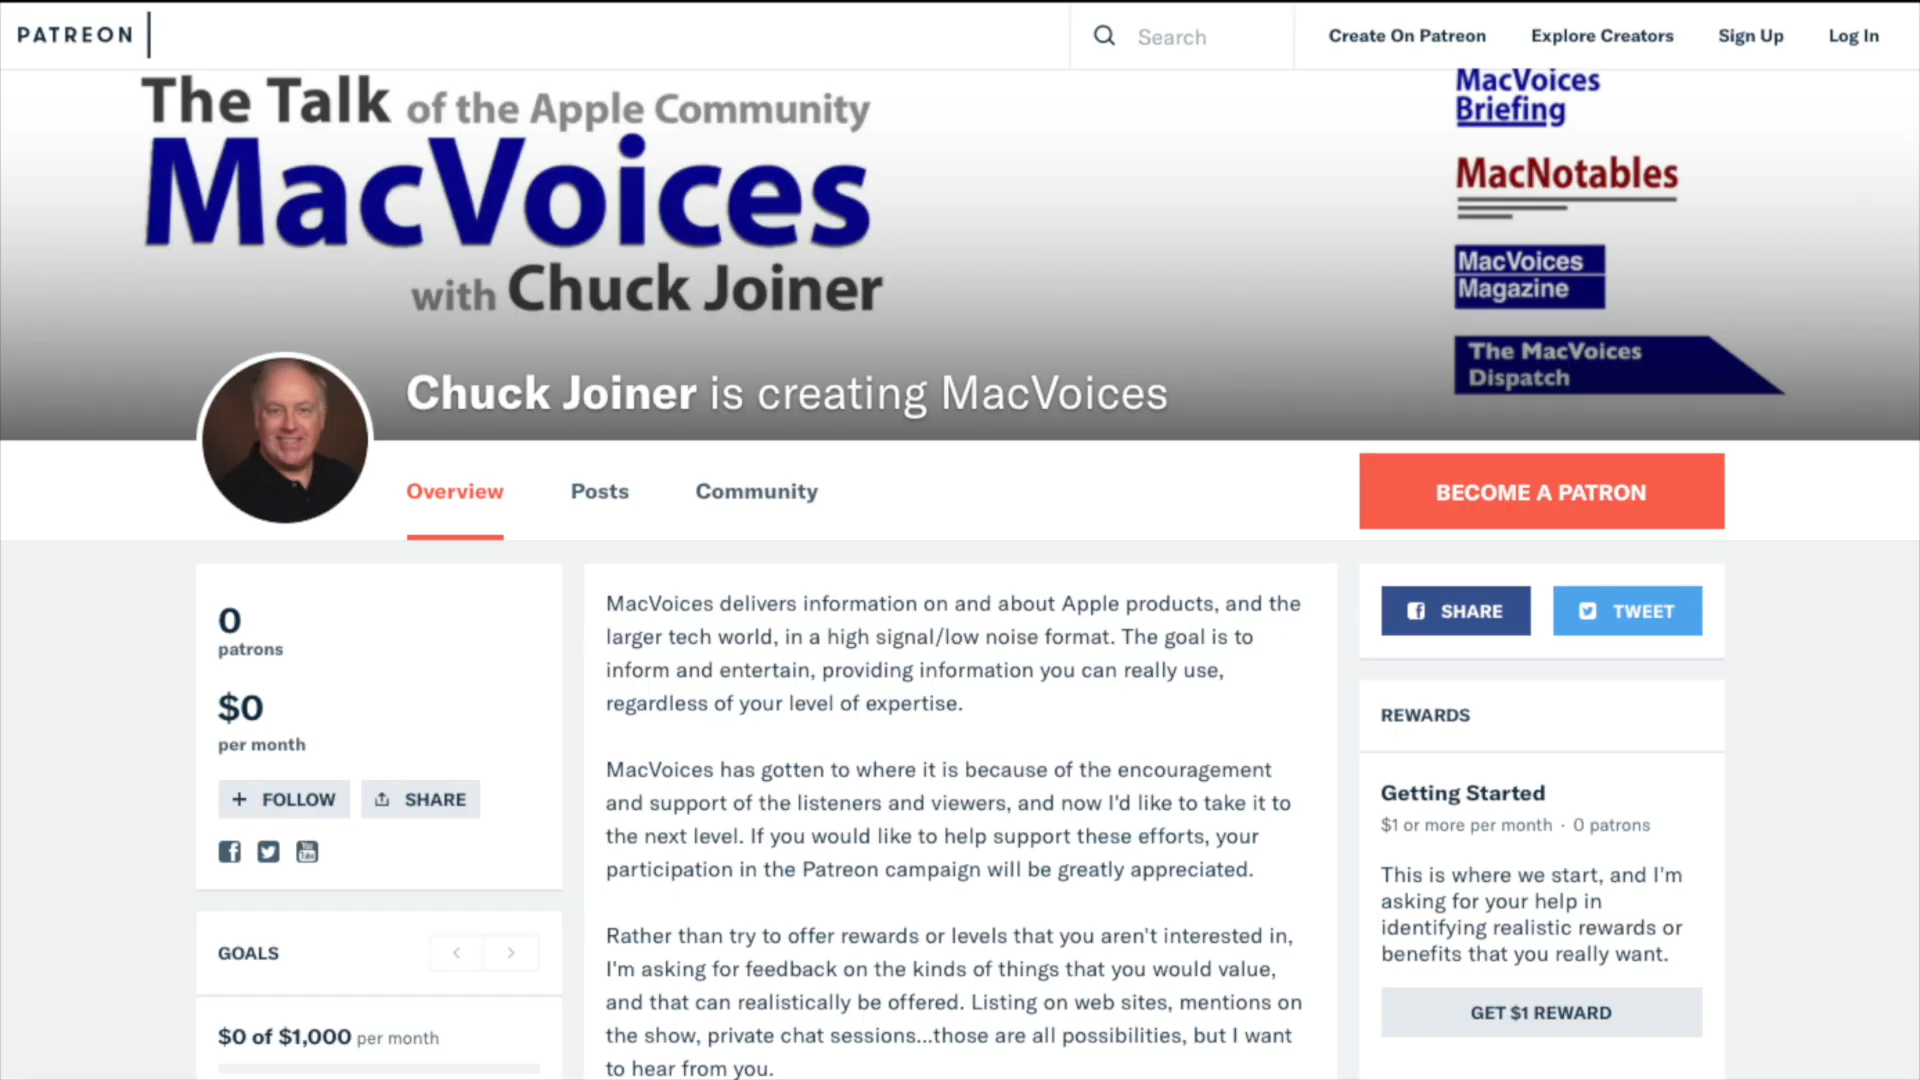 PATREON
Search
Create On Patreon
Explore Creators
Sign Up
Log In
The Talk of the Apple Community
MacVoices
with Chuck Joiner
MacVoices
Briefing
MacNotables
MacVoices
Magazine
The MacVoices
Dispatch
Chuck Joiner is creating MacVoices
Overview
Posts
Community
BECOME A PATRON
0
patrons
$0
per month
+ FOLLOW
SHARE
You
Tube
GOALS
$0 of $1,000 per month
MacVoices delivers information on and about Apple products, and the
larger tech world, in a high signal/low noise format. The goal is to
inform and entertain, providing information you can really use,
regardless of your level of expertise.
MacVoices has gotten to where it is because of the encouragement
and support of the listeners and viewers, and now I'd like to take it to
the next level. If you would like to help support these efforts, your
participation in the Patreon campaign will be greatly appreciated.
Rather than try to offer rewards or levels that you aren't interested in,
I'm asking for feedback on the kinds of things that you would value,
and that can realistically be offered. Listing on web sites, mentions on
the show, private chat sessions...those are all possibilities, but I want
to hear from you.
SHARE
TWEET
REWARDS
Getting Started
$1 or more per month · 0 patrons
This is where we start, and I'm
asking for your help in
identifying realistic rewards or
benefits that you really want.
GET $1 REWARD